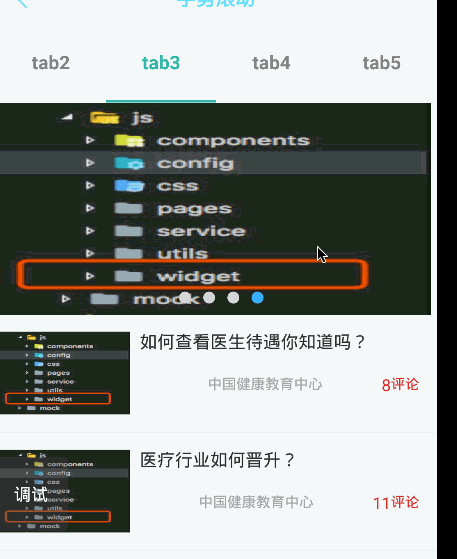 字身滚动
tab2 tab3 tab4 tab5
js
components
config
css
pages
service
utils
widget
mock
js
components
config
css
pages
service
utils
widget
mock
如何查看医生待遇你知道吗？
中国健康教育中心 8评论
js
components
config
css
pages
service
utils
widget
mock
调试
医疗行业如何晋升？
中国健康教育中心 11评论